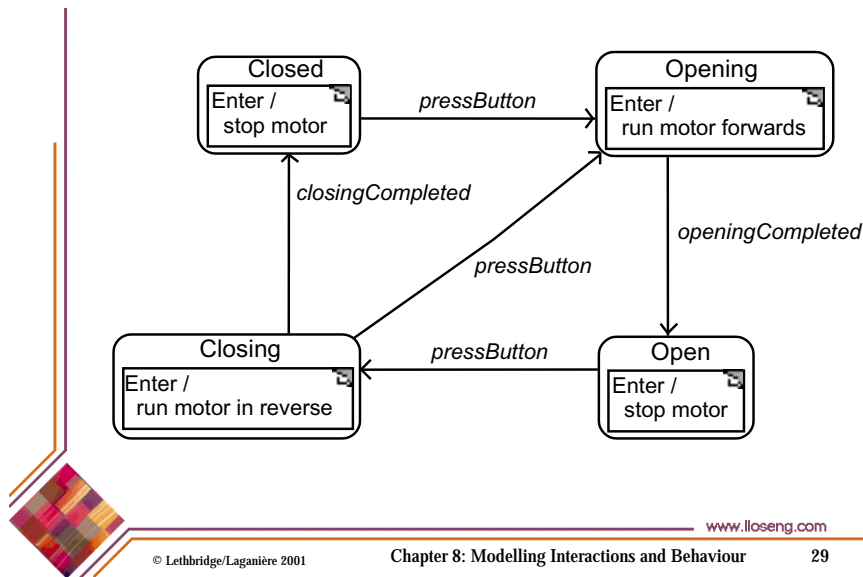 Closed
Enter /
stop motor
pressButton
Opening
Enter /
run motor forwards
closingCompleted
pressButton
openingCompleted
Closing
Enter /
run motor in reverse
pressButton
Open
Enter /
stop motor
www.lloseng.com
© Lethbridge/Laganière 2001
Chapter 8: Modelling Interactions and Behaviour
29